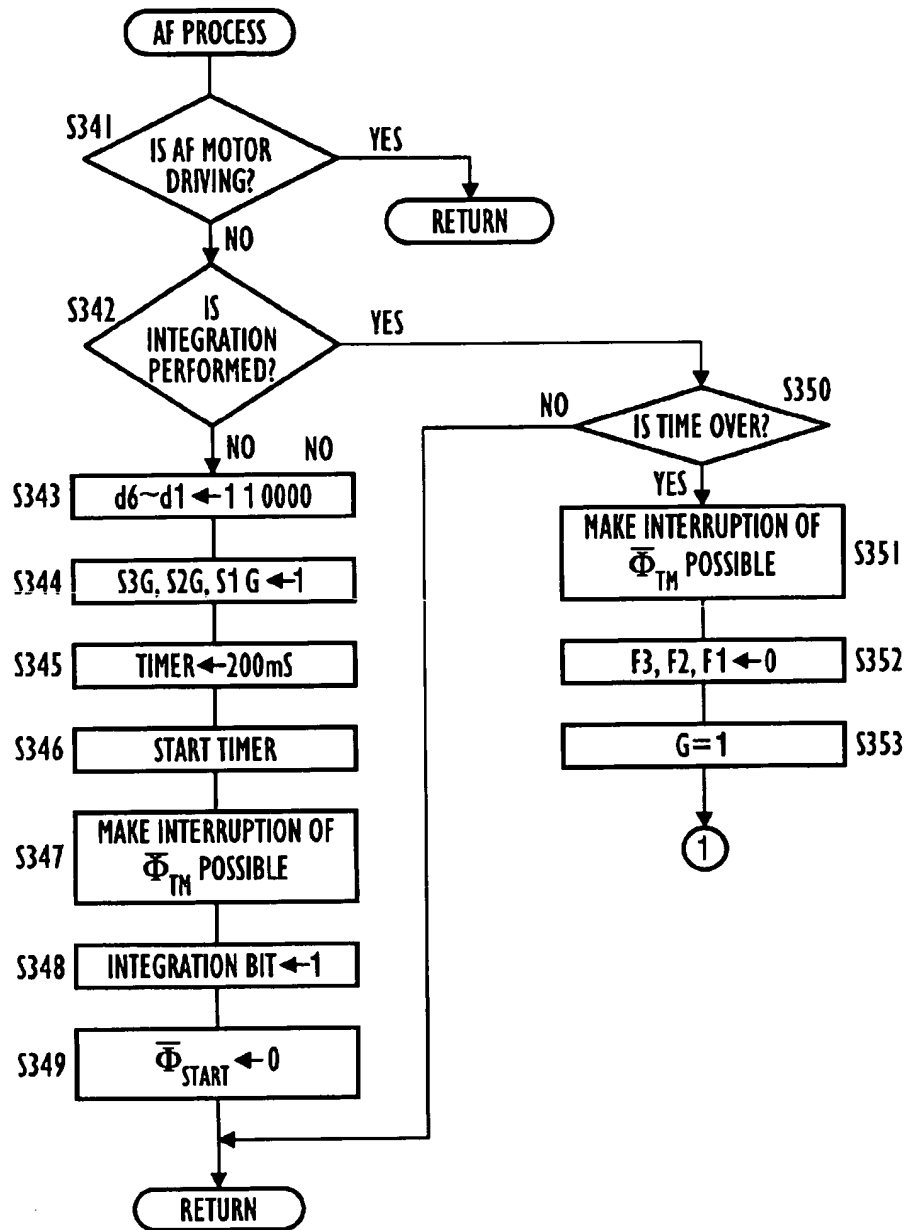 AF PROCESS
S341
IS AF MOTOR
DRIVING?
YES
RETURN
NO
S342
IS
INTEGRATION
PERFORMED?
YES
NO NO
S343
d6~d1←1 1 0000
S344
S3G, S2G, S1 G←1
S345
TIMER←200mS
S346
START TIMER
S347
MAKE INTERRUPTION OF
Φ̅TM POSSIBLE
S348
INTEGRATION BIT←1
S349
Φ̅START←0
RETURN
S350
NO
IS TIME OVER?
YES
MAKE INTERRUPTION OF
Φ̅TM POSSIBLE
S351
F3, F2, F1←0
S352
G=1
S353
1